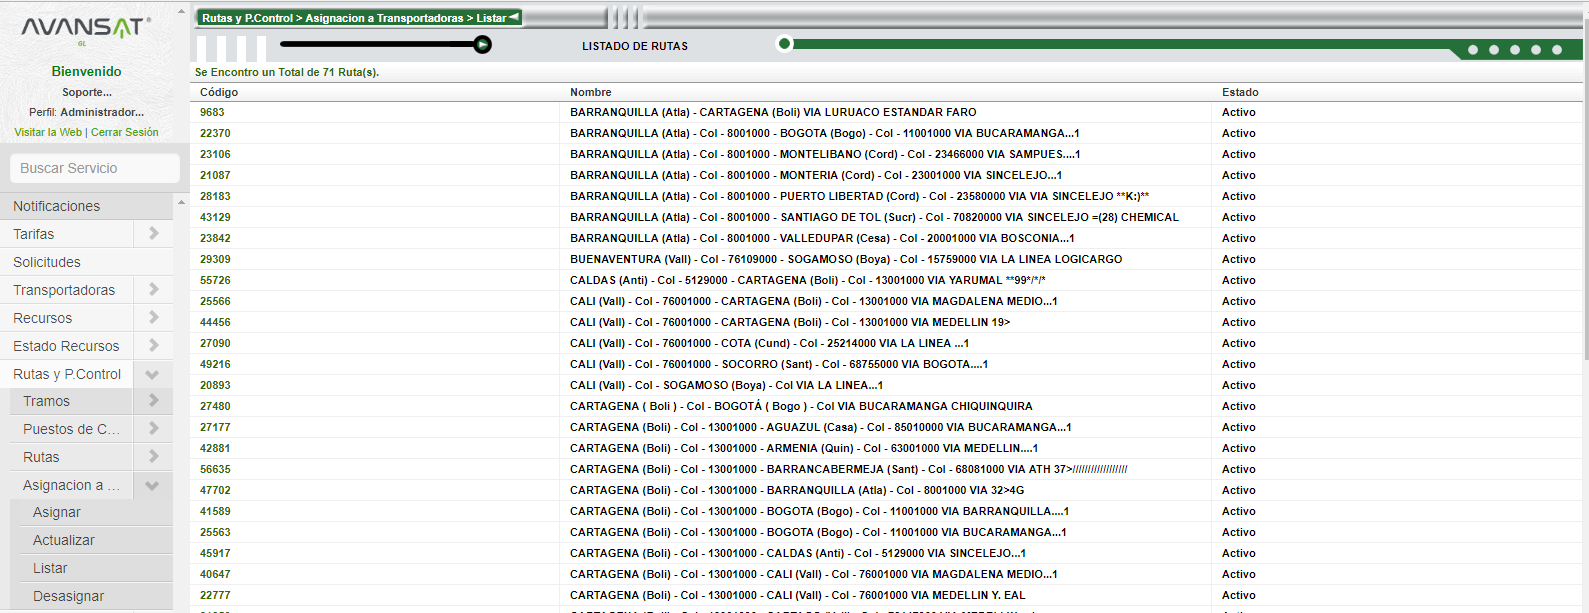 AVANSAT
GL
Bienvenido
Soporte...
Perfil: Administrador...
Visitar la Web | Cerrar Sesión
Buscar Servicio
Notificaciones
Tarifas
Solicitudes
Transportadoras
Recursos
Estado Recursos
Rutas y P.Control
Tramos
Puestos de C...
Rutas
Asignacion a ...
Asignar
Actualizar
Listar
Desasignar
Rutas y P.Control > Asignacion a Transportadoras > Listar
LISTADO DE RUTAS
Se Encontro un Total de 71 Ruta(s).
Código Nombre Estado
9683 BARRANQUILLA (Atla) - CARTAGENA (Boli) VIA LURUACO ESTANDAR FARO Activo
22370 BARRANQUILLA (Atla) - Col - 8001000 - BOGOTA (Bogo) - Col - 11001000 VIA BUCARAMANGA...1 Activo
23106 BARRANQUILLA (Atla) - Col - 8001000 - MONTELIBANO (Cord) - Col - 23466000 VIA SAMPUES....1 Activo
21087 BARRANQUILLA (Atla) - Col - 8001000 - MONTERIA (Cord) - Col - 23001000 VIA SINCELEJO...1 Activo
28183 BARRANQUILLA (Atla) - Col - 8001000 - PUERTO LIBERTAD (Cord) - Col - 23580000 VIA VIA SINCELEJO **K:)** Activo
43129 BARRANQUILLA (Atla) - Col - 8001000 - SANTIAGO DE TOL (Sucr) - Col - 70820000 VIA SINCELEJO =(28) CHEMICAL Activo
23842 BARRANQUILLA (Atla) - Col - 8001000 - VALLEDUPAR (Cesa) - Col - 20001000 VIA BOSCONIA...1 Activo
29309 BUENAVENTURA (Vall) - Col - 76109000 - SOGAMOSO (Boya) - Col - 15759000 VIA LA LINEA LOGICARGO Activo
55726 CALDAS (Anti) - Col - 5129000 - CARTAGENA (Boli) - Col - 13001000 VIA YARUMAL **99*/*/* Activo
25566 CALI (Vall) - Col - 76001000 - CARTAGENA (Boli) - Col - 13001000 VIA MAGDALENA MEDIO...1 Activo
44456 CALI (Vall) - Col - 76001000 - CARTAGENA (Boli) - Col - 13001000 VIA MEDELLIN 19> Activo
27090 CALI (Vall) - Col - 76001000 - COTA (Cund) - Col - 25214000 VIA LA LINEA ...1 Activo
49216 CALI (Vall) - Col - 76001000 - SOCORRO (Sant) - Col - 68755000 VIA BOGOTA....1 Activo
20893 CALI (Vall) - Col - SOGAMOSO (Boya) - Col VIA LA LINEA...1 Activo
27480 CARTAGENA ( Boli ) - Col - BOGOTÁ ( Bogo ) - Col VIA BUCARAMANGA CHIQUINQUIRA Activo
27177 CARTAGENA (Boli) - Col - 13001000 - AGUAZUL (Casa) - Col - 85010000 VIA BUCARAMANGA...1 Activo
42881 CARTAGENA (Boli) - Col - 13001000 - ARMENIA (Quin) - Col - 63001000 VIA MEDELLIN....1 Activo
56635 CARTAGENA (Boli) - Col - 13001000 - BARRANCABERMEJA (Sant) - Col - 68081000 VIA ATH 37>////////////////// Activo
47702 CARTAGENA (Boli) - Col - 13001000 - BARRANQUILLA (Atla) - Col - 8001000 VIA 32>4G Activo
41589 CARTAGENA (Boli) - Col - 13001000 - BOGOTA (Bogo) - Col - 11001000 VIA BARRANQUILLA....1 Activo
25563 CARTAGENA (Boli) - Col - 13001000 - BOGOTA (Bogo) - Col - 11001000 VIA BUCARAMANGA...1 Activo
45917 CARTAGENA (Boli) - Col - 13001000 - CALDAS (Anti) - Col - 5129000 VIA SINCELEJO...1 Activo
40647 CARTAGENA (Boli) - Col - 13001000 - CALI (Vall) - Col - 76001000 VIA MAGDALENA MEDIO...1 Activo
22777 CARTAGENA (Boli) - Col - 13001000 - CALI (Vall) - Col - 76001000 VIA MEDELLIN Y. EAL Activo